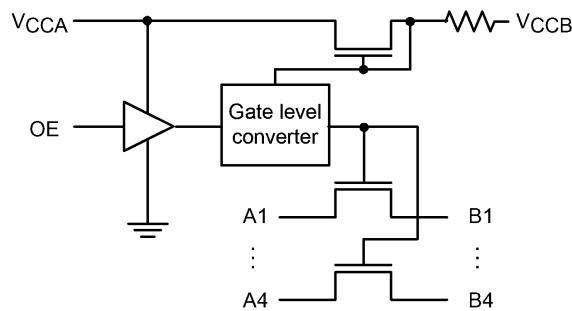 VCCA VCCB
OE
Gate level
converter
A1 B1
⋮ ⋮
A4 B4